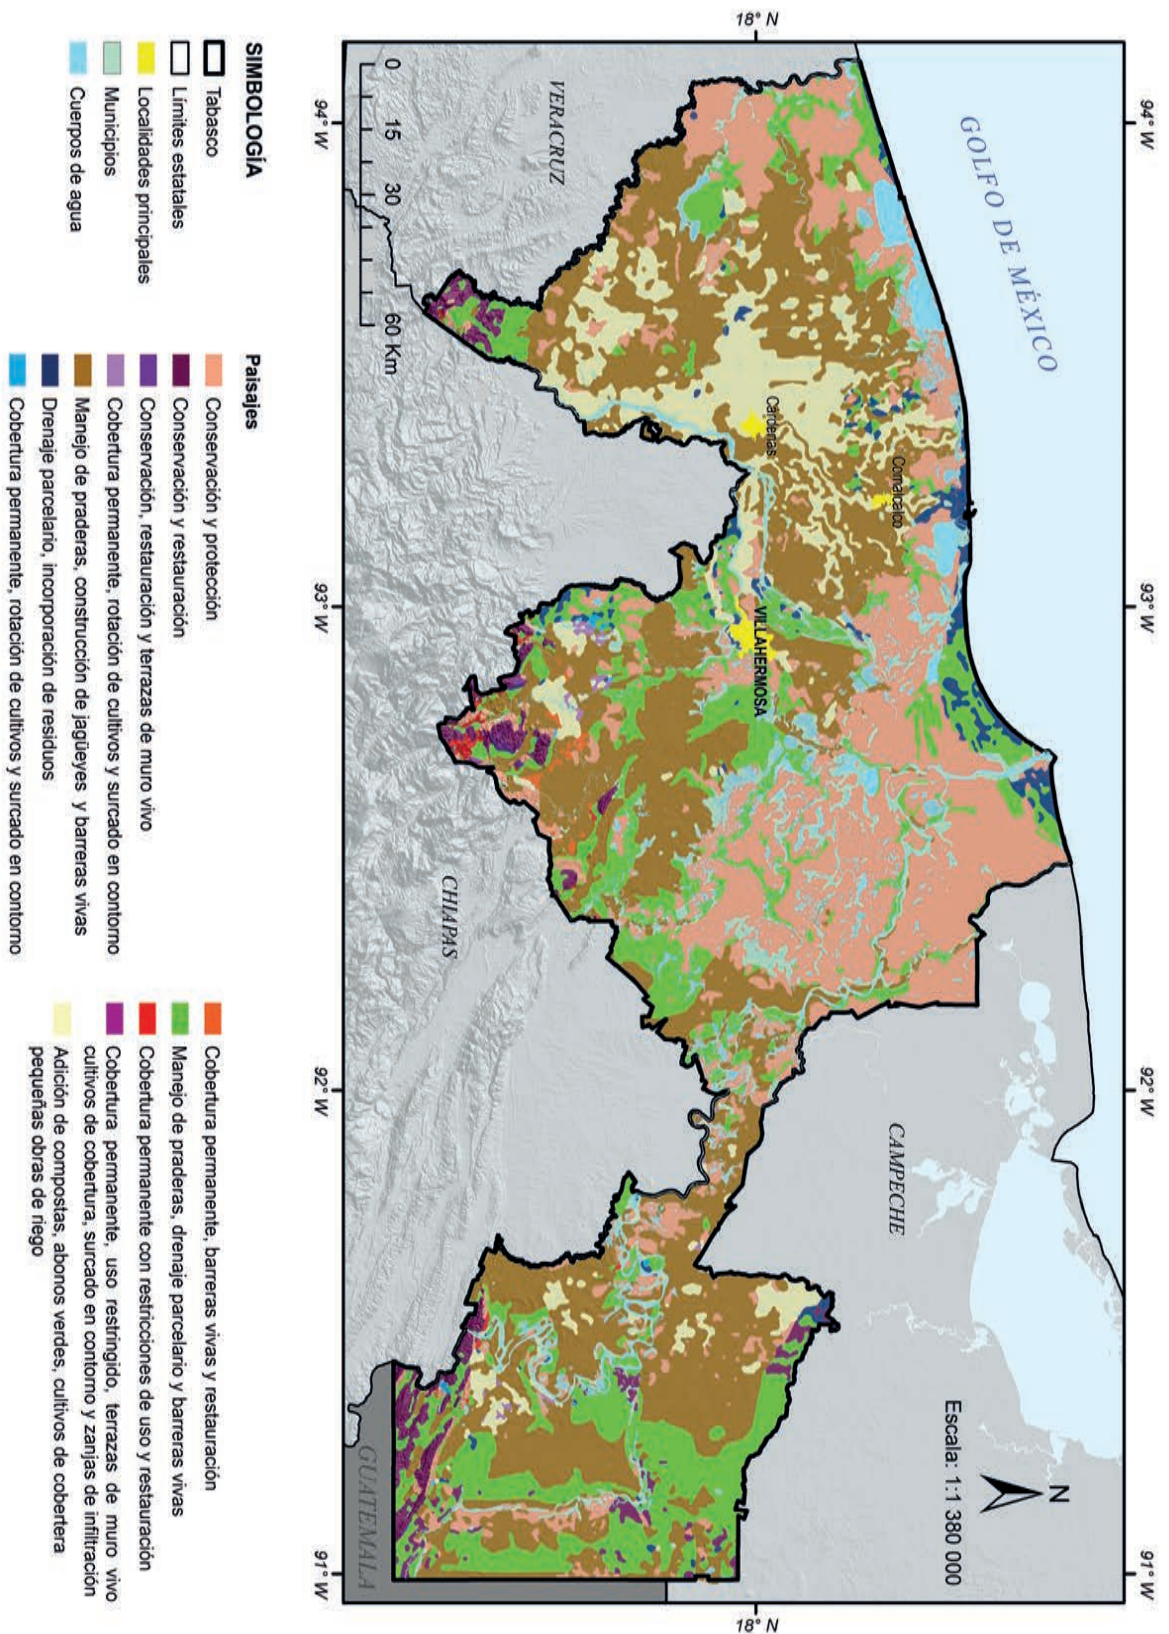 18° N
94° W
93° W
92° W
91° W
18° N
GOLFO DE MÉXICO
VERACRUZ
CHIAPAS
CAMPECHE
GUATEMALA
Cárdenas
Comalcalco
VILLAHERMOSA
N
Escala: 1:1 380 000
0 15 30 60 Km
94° W
93° W
92° W
91° W
SIMBOLOGÍA
Tabasco
Límites estatales
Localidades principales
Municipios
Cuerpos de agua
Paisajes
Conservación y protección
Conservación y restauración
Conservación, restauración y terrazas de muro vivo
Cobertura permanente, rotación de cultivos y surcado en contorno
Manejo de praderas, construcción de jagüeyes y barreras vivas
Drenaje parcelario, incorporación de residuos
Cobertura permanente, rotación de cultivos y surcado en contorno
Cobertura permanente, barreras vivas y restauración
Manejo de praderas, drenaje parcelario y barreras vivas
Cobertura permanente con restricciones de uso y restauración
Cobertura permanente, uso restringido, terrazas de muro vivo
cultivos de cobertura, surcado en contorno y zanjas de infiltración
Adición de compostas, abonos verdes, cultivos de cobertera
pequeñas obras de riego